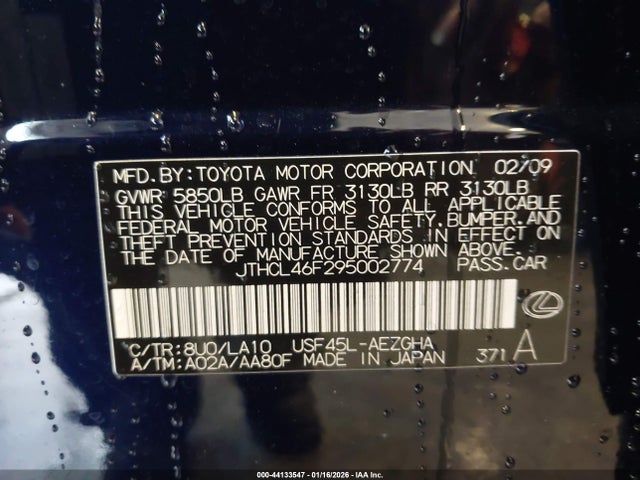 MFD.BY:TOYOTA MOTOR CORPORATION 02/09
GVWR 5850LB GAWR FR 3130LB RR 3130LB
THIS VEHICLE CONFORMS TO ALL APPLICABLE
FEDERAL MOTOR VEHICLE SAFETY,BUMPER,AND
THEFT PREVENTION STANDARDS IN EFFECT ON
THE DATE OF MANUFACTURE SHOWN ABOVE.
JTHCL46F295002774 PASS.CAR
C/TR:8U0/LA10 USF45L-AEZGHA
A/TM:A02A/AA80F MADE IN JAPAN 371 A
000-44133547 - 01/16/2026 - IAA Inc.